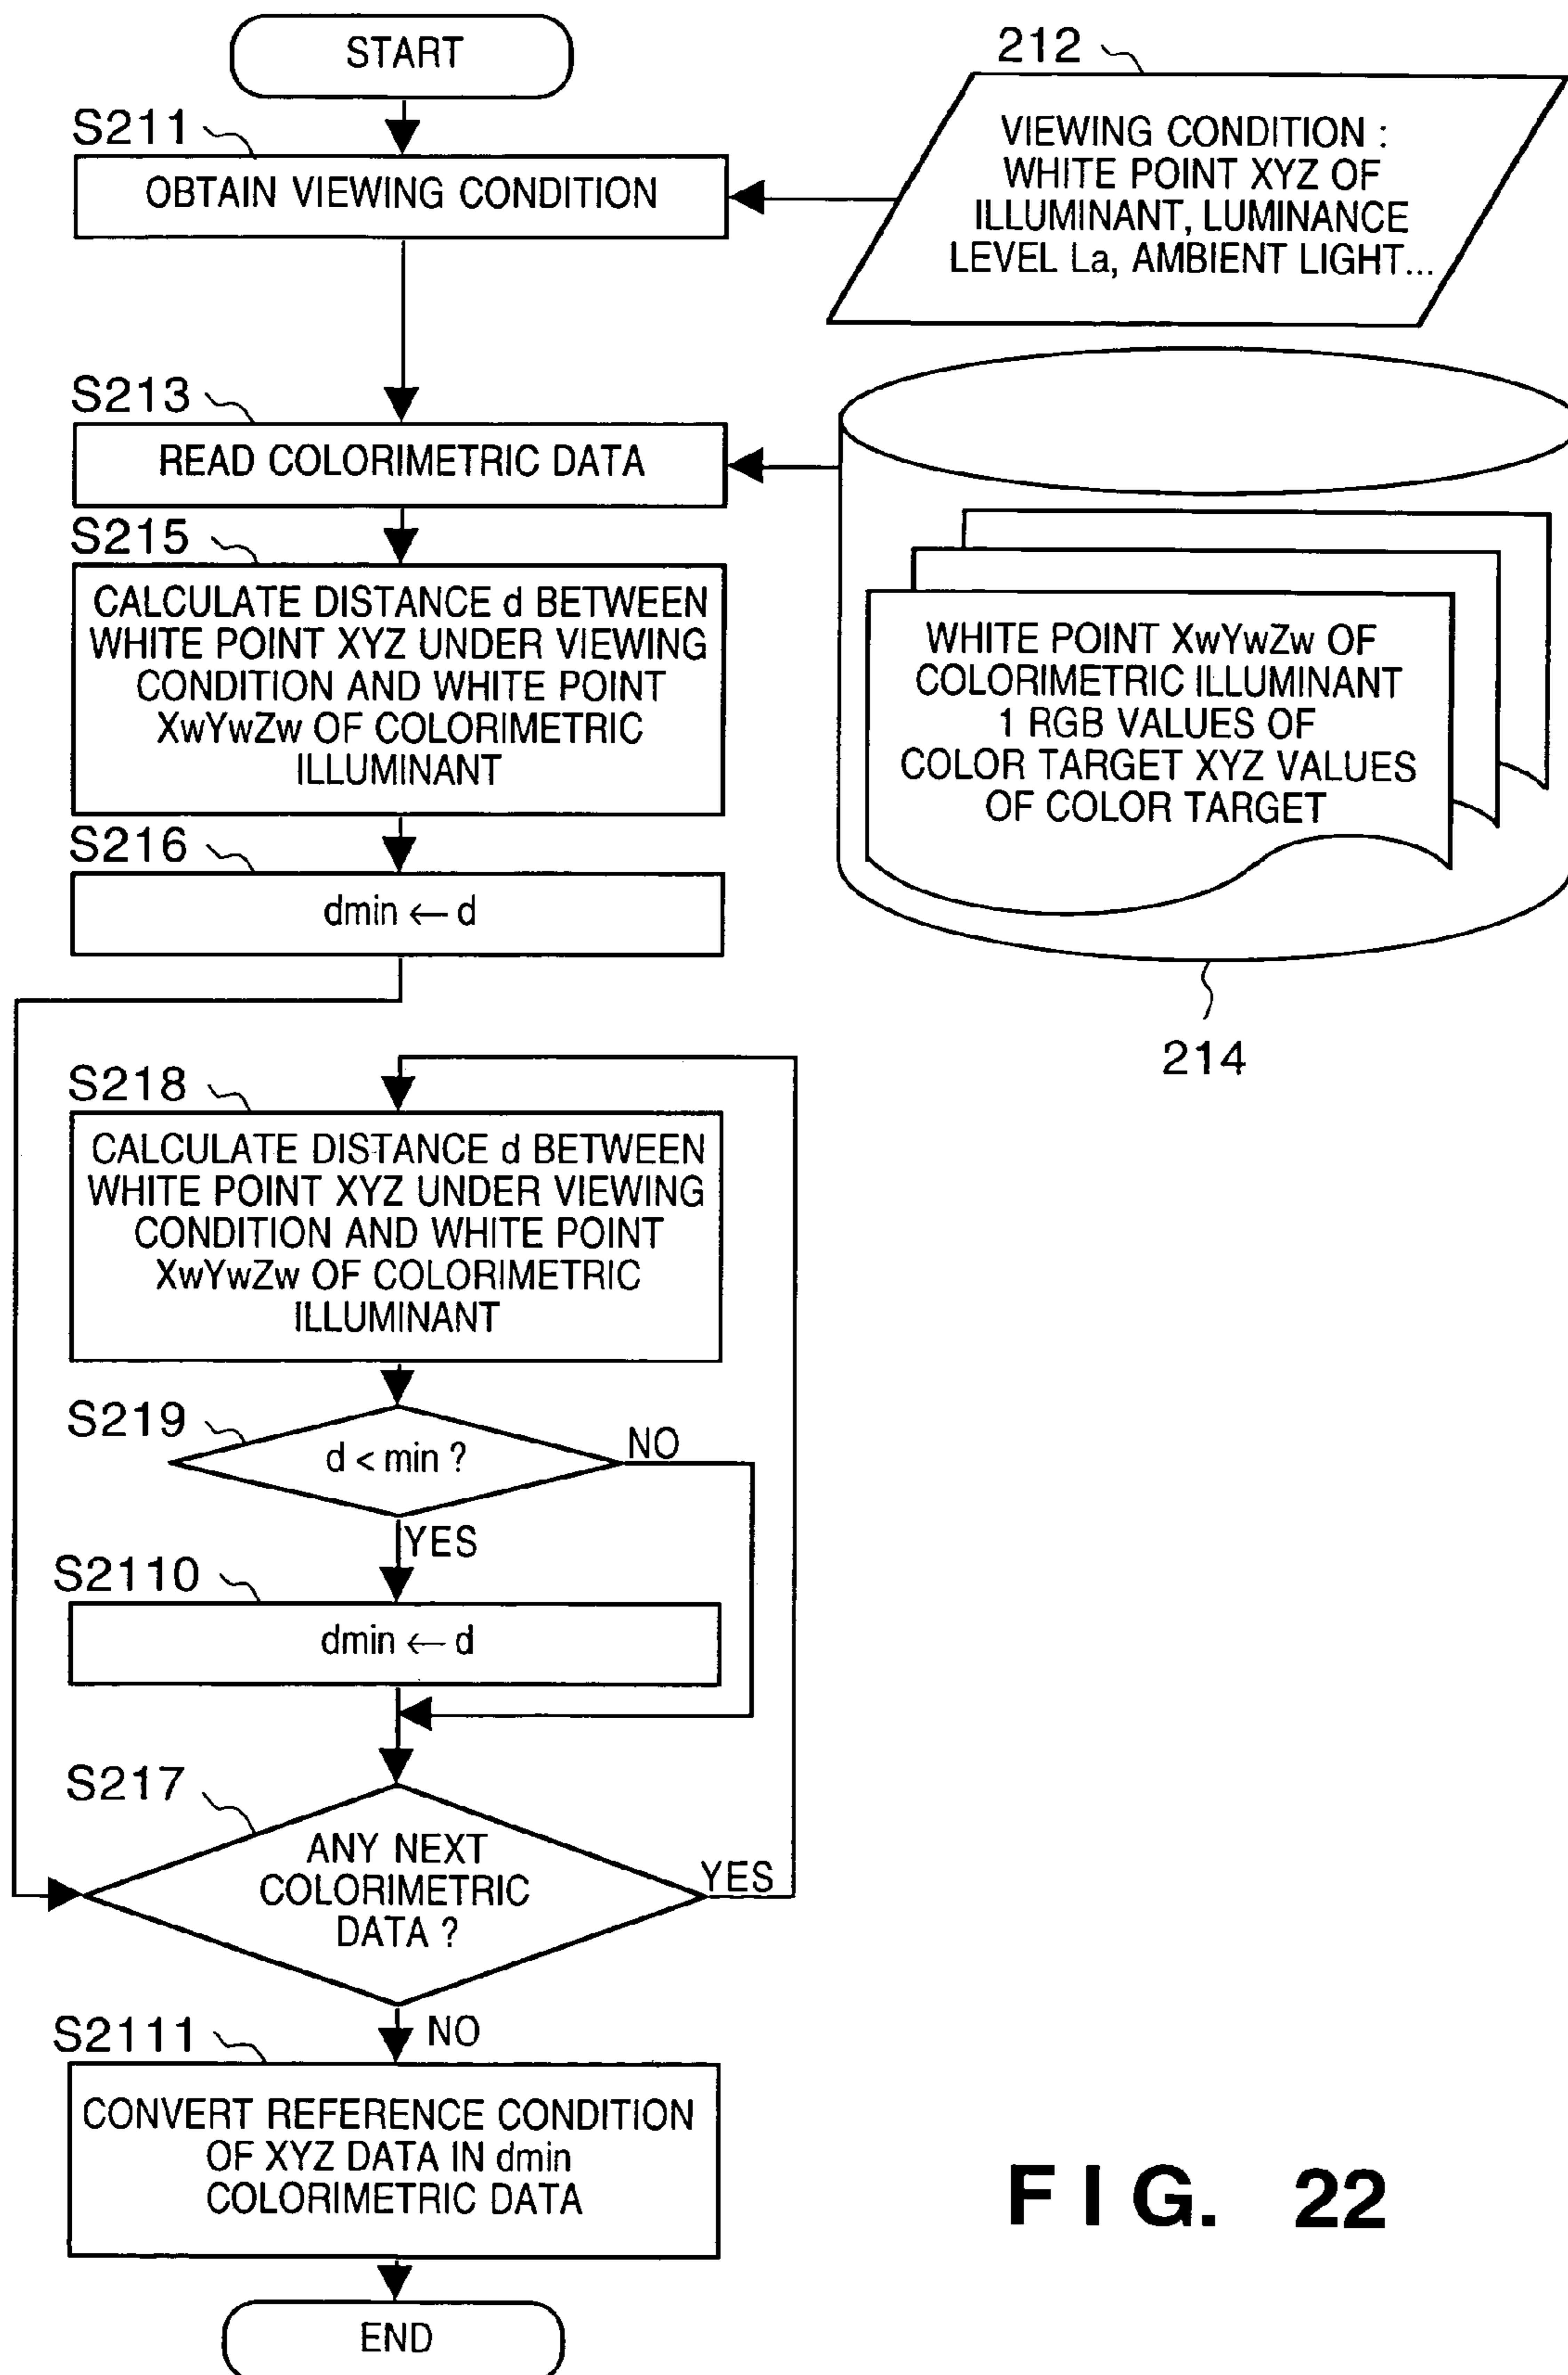 START
212
S211
OBTAIN VIEWING CONDITION
VIEWING CONDITION :
WHITE POINT XYZ OF
ILLUMINANT, LUMINANCE
LEVEL La, AMBIENT LIGHT...
S213
READ COLORIMETRIC DATA
S215
CALCULATE DISTANCE d BETWEEN
WHITE POINT XYZ UNDER VIEWING
CONDITION AND WHITE POINT
XwYwZw OF COLORIMETRIC
ILLUMINANT
WHITE POINT XwYwZw OF
COLORIMETRIC ILLUMINANT
1 RGB VALUES OF
COLOR TARGET XYZ VALUES
OF COLOR TARGET
S216
dmin ← d
214
S218
CALCULATE DISTANCE d BETWEEN
WHITE POINT XYZ UNDER VIEWING
CONDITION AND WHITE POINT
XwYwZw OF COLORIMETRIC
ILLUMINANT
S219
d < min ?
NO
YES
S2110
dmin ← d
S217
ANY NEXT
COLORIMETRIC
DATA ?
YES
NO
S2111
CONVERT REFERENCE CONDITION
OF XYZ DATA IN dmin
COLORIMETRIC DATA
END
FIG. 22